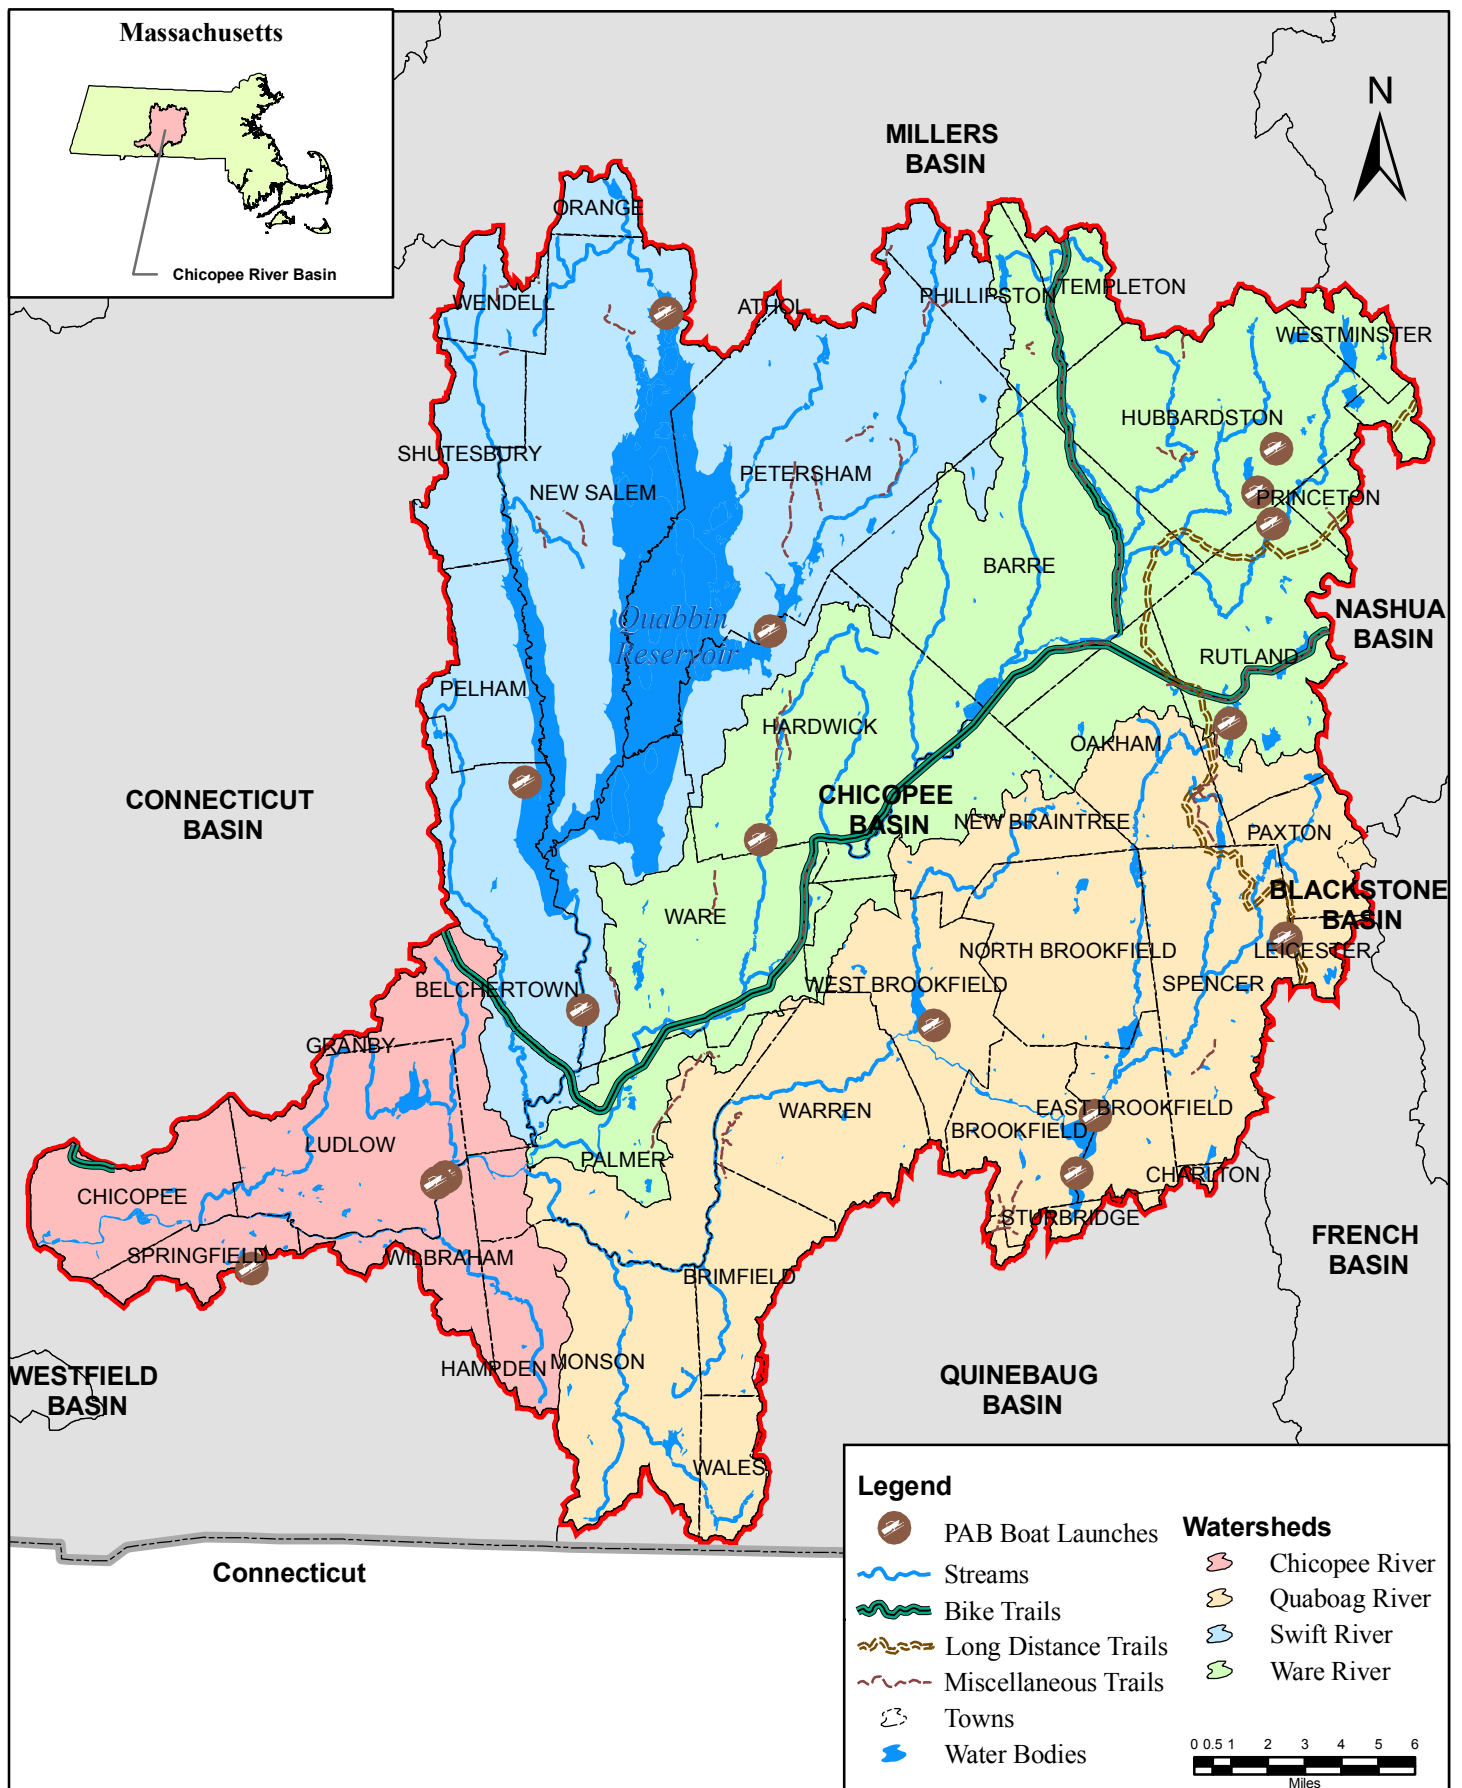 Massachusetts
Chicopee River Basin
N
MILLERS
BASIN
ORANGE
WENDELL
ATHOL
PHILLIPSTON
TEMPLETON
WESTMINSTER
HUBBARDSTON
SHUTESBURY
NEW SALEM
PETERSHAM
PRINCETON
BARRE
Quabbin
Reservoir
NASHUA
BASIN
RUTLAND
PELHAM
HARDWICK
OAKHAM
CONNECTICUT
BASIN
CHICOPEE
BASIN
NEW BRAINTREE
PAXTON
BLACKSTONE
BASIN
WARE
NORTH BROOKFIELD
LEICESTER
WEST BROOKFIELD
SPENCER
BELCHERTOWN
GRANBY
WARREN
EAST BROOKFIELD
BROOKFIELD
LUDLOW
PALMER
CHARLTON
CHICOPEE
STURBRIDGE
SPRINGFIELD
WILBRAHAM
FRENCH
BASIN
BRIMFIELD
HAMPDEN
MONSON
WESTFIELD
BASIN
QUINEBAUG
BASIN
WALES
Connecticut
Legend
PAB Boat Launches
Streams
Bike Trails
Long Distance Trails
Miscellaneous Trails
Towns
Water Bodies
Watersheds
Chicopee River
Quaboag River
Swift River
Ware River
0 0.5 1 2 3 4 5 6
Miles